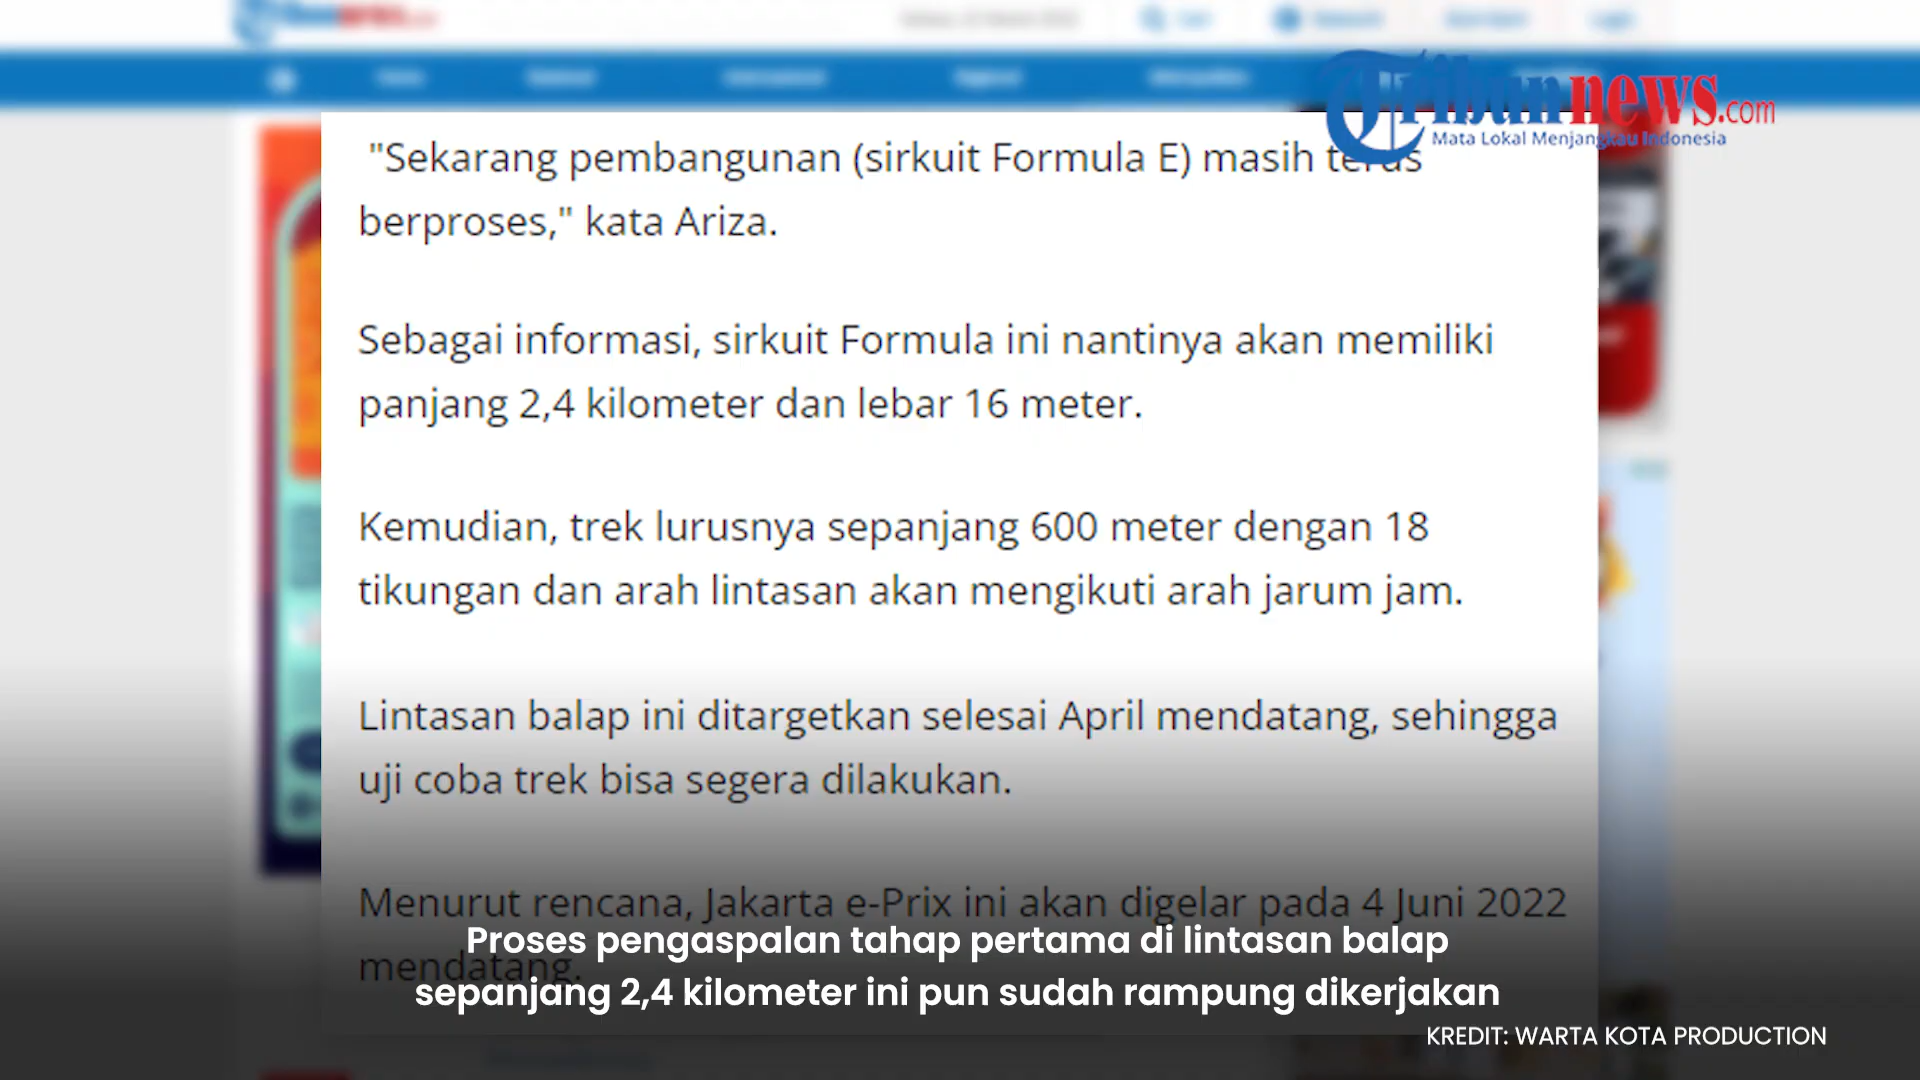 Tribunnews.com
Mata Lokal Menjangkau Indonesia
"Sekarang pembangunan (sirkuit Formula E) masih terus
berproses," kata Ariza.
Sebagai informasi, sirkuit Formula ini nantinya akan memiliki
panjang 2,4 kilometer dan lebar 16 meter.
Kemudian, trek lurusnya sepanjang 600 meter dengan 18
tikungan dan arah lintasan akan mengikuti arah jarum jam.
Lintasan balap ini ditargetkan selesai April mendatang, sehingga
uji coba trek bisa segera dilakukan.
Menurut rencana, Jakarta e-Prix ini akan digelar pada 4 Juni 2022
mendatang.
Proses pengaspalan tahap pertama di lintasan balap
sepanjang 2,4 kilometer ini pun sudah rampung dikerjakan
KREDIT: WARTA KOTA PRODUCTION